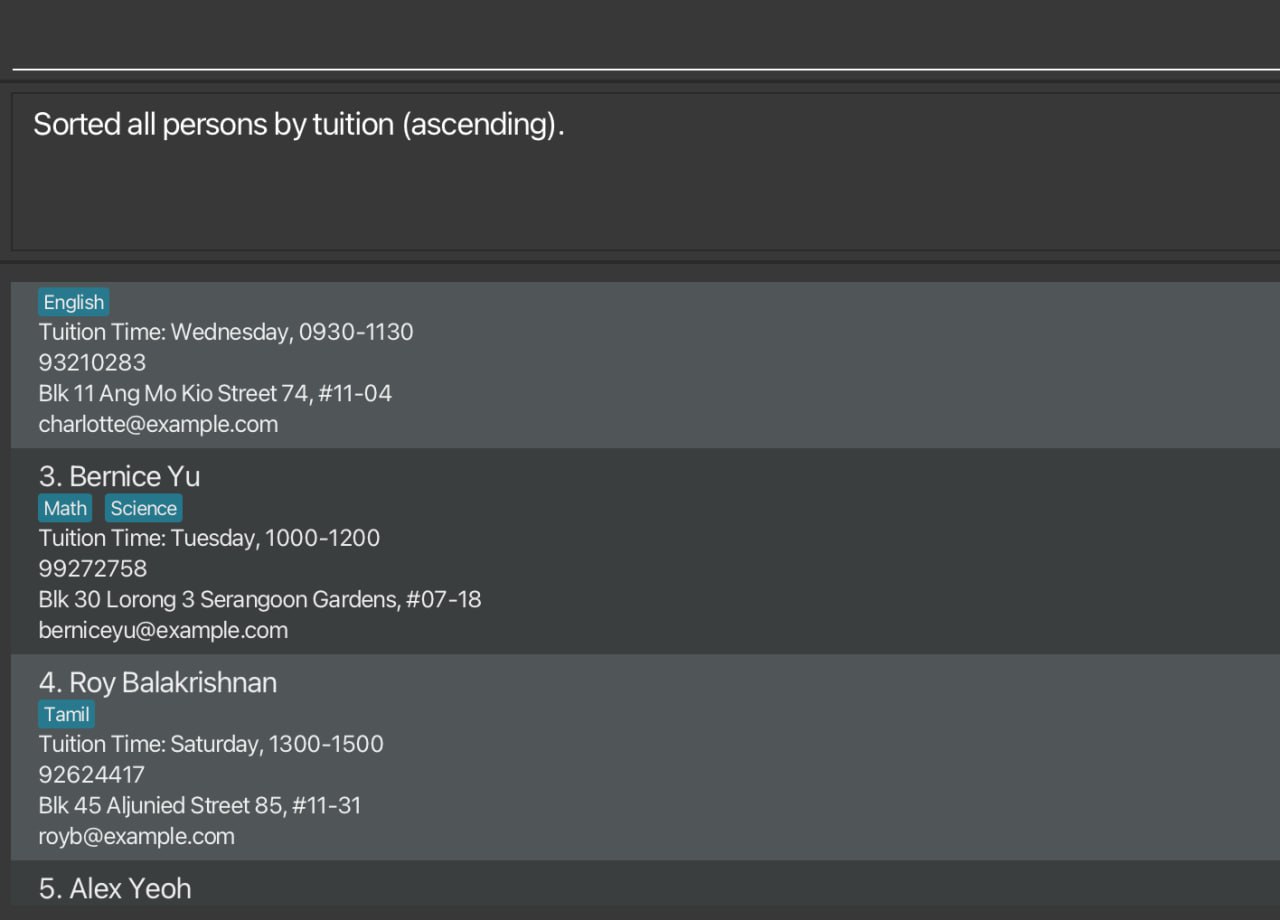 Sorted all persons by tuition (ascending).
English
Tuition Time: Wednesday, 0930-1130
93210283
Blk 11 Ang Mo Kio Street 74, #11-04
charlotte@example.com
3. Bernice Yu
Math Science
Tuition Time: Tuesday, 1000-1200
99272758
Blk 30 Lorong 3 Serangoon Gardens, #07-18
berniceyu@example.com
4. Roy Balakrishnan
Tamil
Tuition Time: Saturday, 1300-1500
92624417
Blk 45 Aljunied Street 85, #11-31
royb@example.com
5. Alex Yeoh